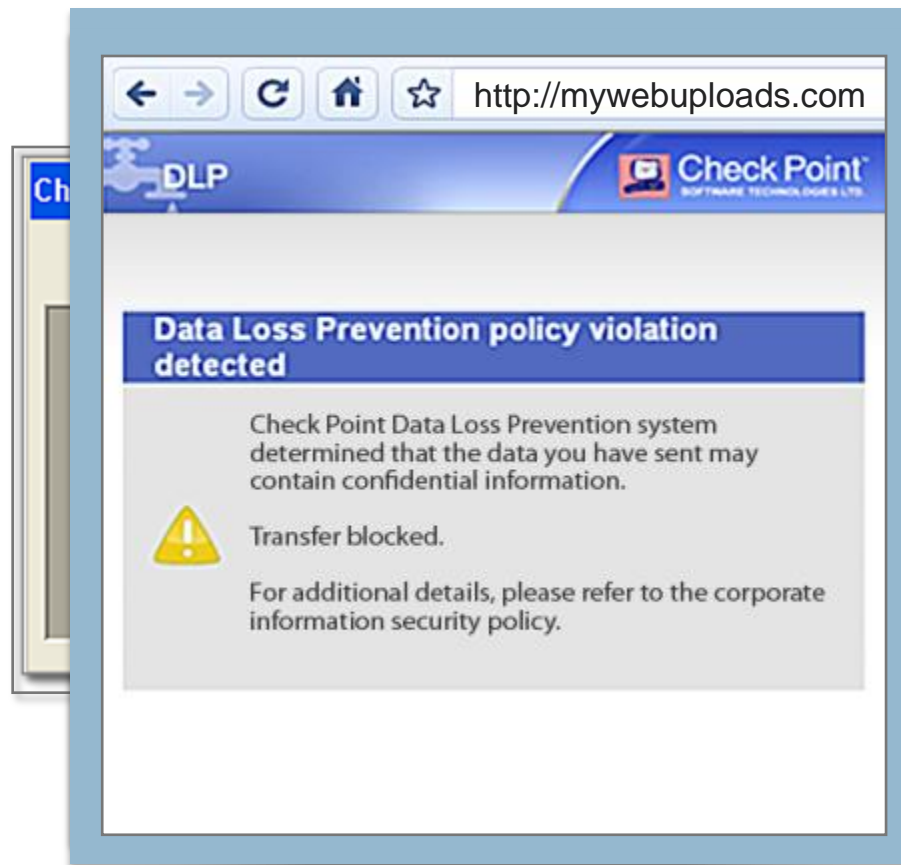 http://mywebuploads.com
DLP
Check Point
SOFTWARE TECHNOLOGIES LTD.
Ch
Data Loss Prevention policy violation
detected
Check Point Data Loss Prevention system
determined that the data you have sent may
contain confidential information.
Transfer blocked.
For additional details, please refer to the corporate
information security policy.